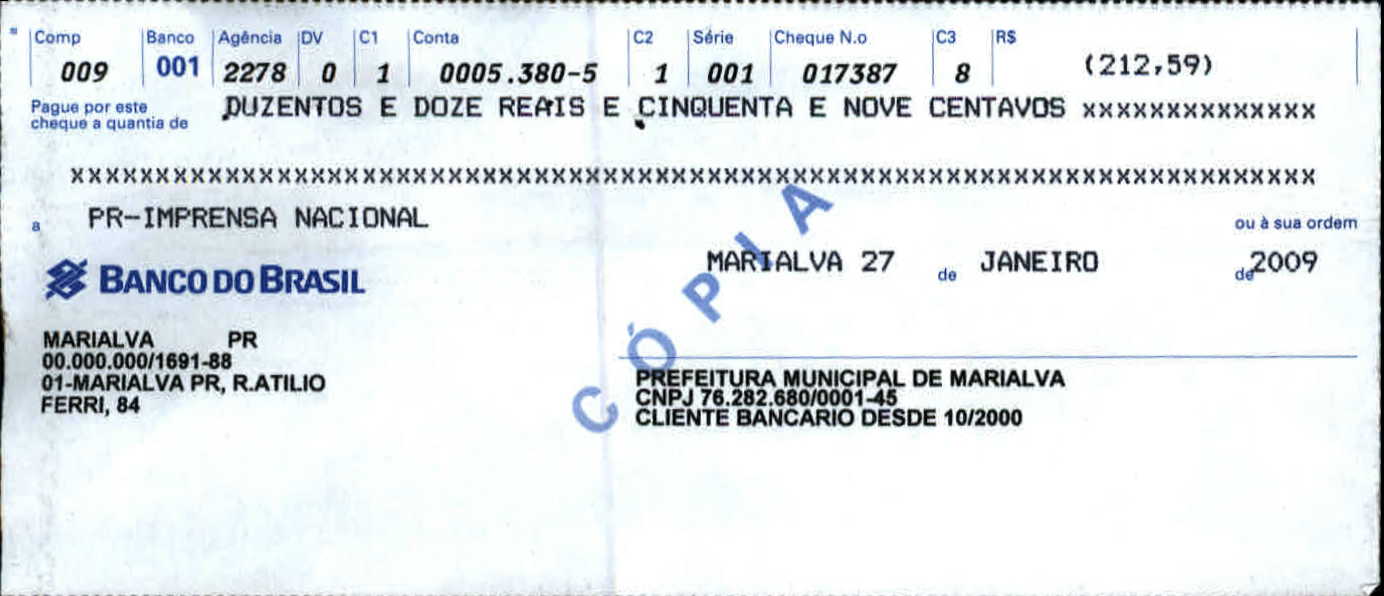 Comp Banco Agência DV C1 Conta C2 Série Cheque N.o C3 R$
009 001 2278 0 1 0005.380-5 1 001 017387 8 (212,59)
Pague por este cheque a quantia de DUZENTOS E DOZE REAIS E CINQUENTA E NOVE CENTAVOS xxxxxxxxxxxxxx
xxxxxxxxxxxxxxxxxxxxxxxxxxxxxxxxxxxxxxxxxxxxxxxxxxxxxxxxxxxxxxxxxxxxxxxxx
a PR-IMPRENSA NACIONAL ou à sua ordem
MARIALVA 27 de JANEIRO de 2009
BANCO DO BRASIL
CÓPIA
MARIALVA PR
00.000.000/1691-88
01-MARIALVA PR, R.ATILIO
FERRI, 84
PREFEITURA MUNICIPAL DE MARIALVA
CNPJ 76.282.680/0001-45
CLIENTE BANCARIO DESDE 10/2000